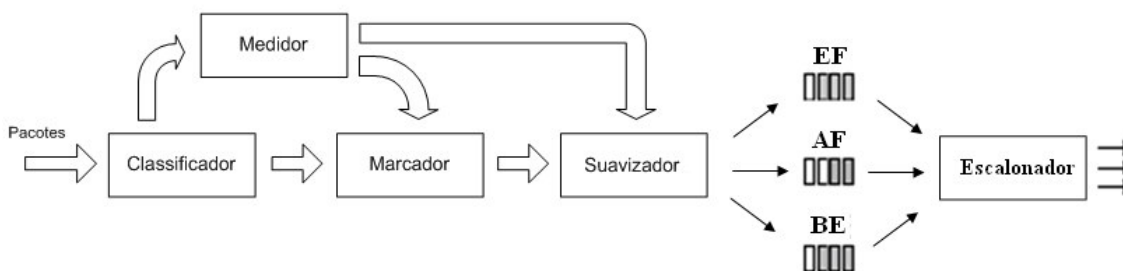 Medidor
Pacotes
Classificador
Marcador
Suavizador
EF
AF
BE
Escalonador